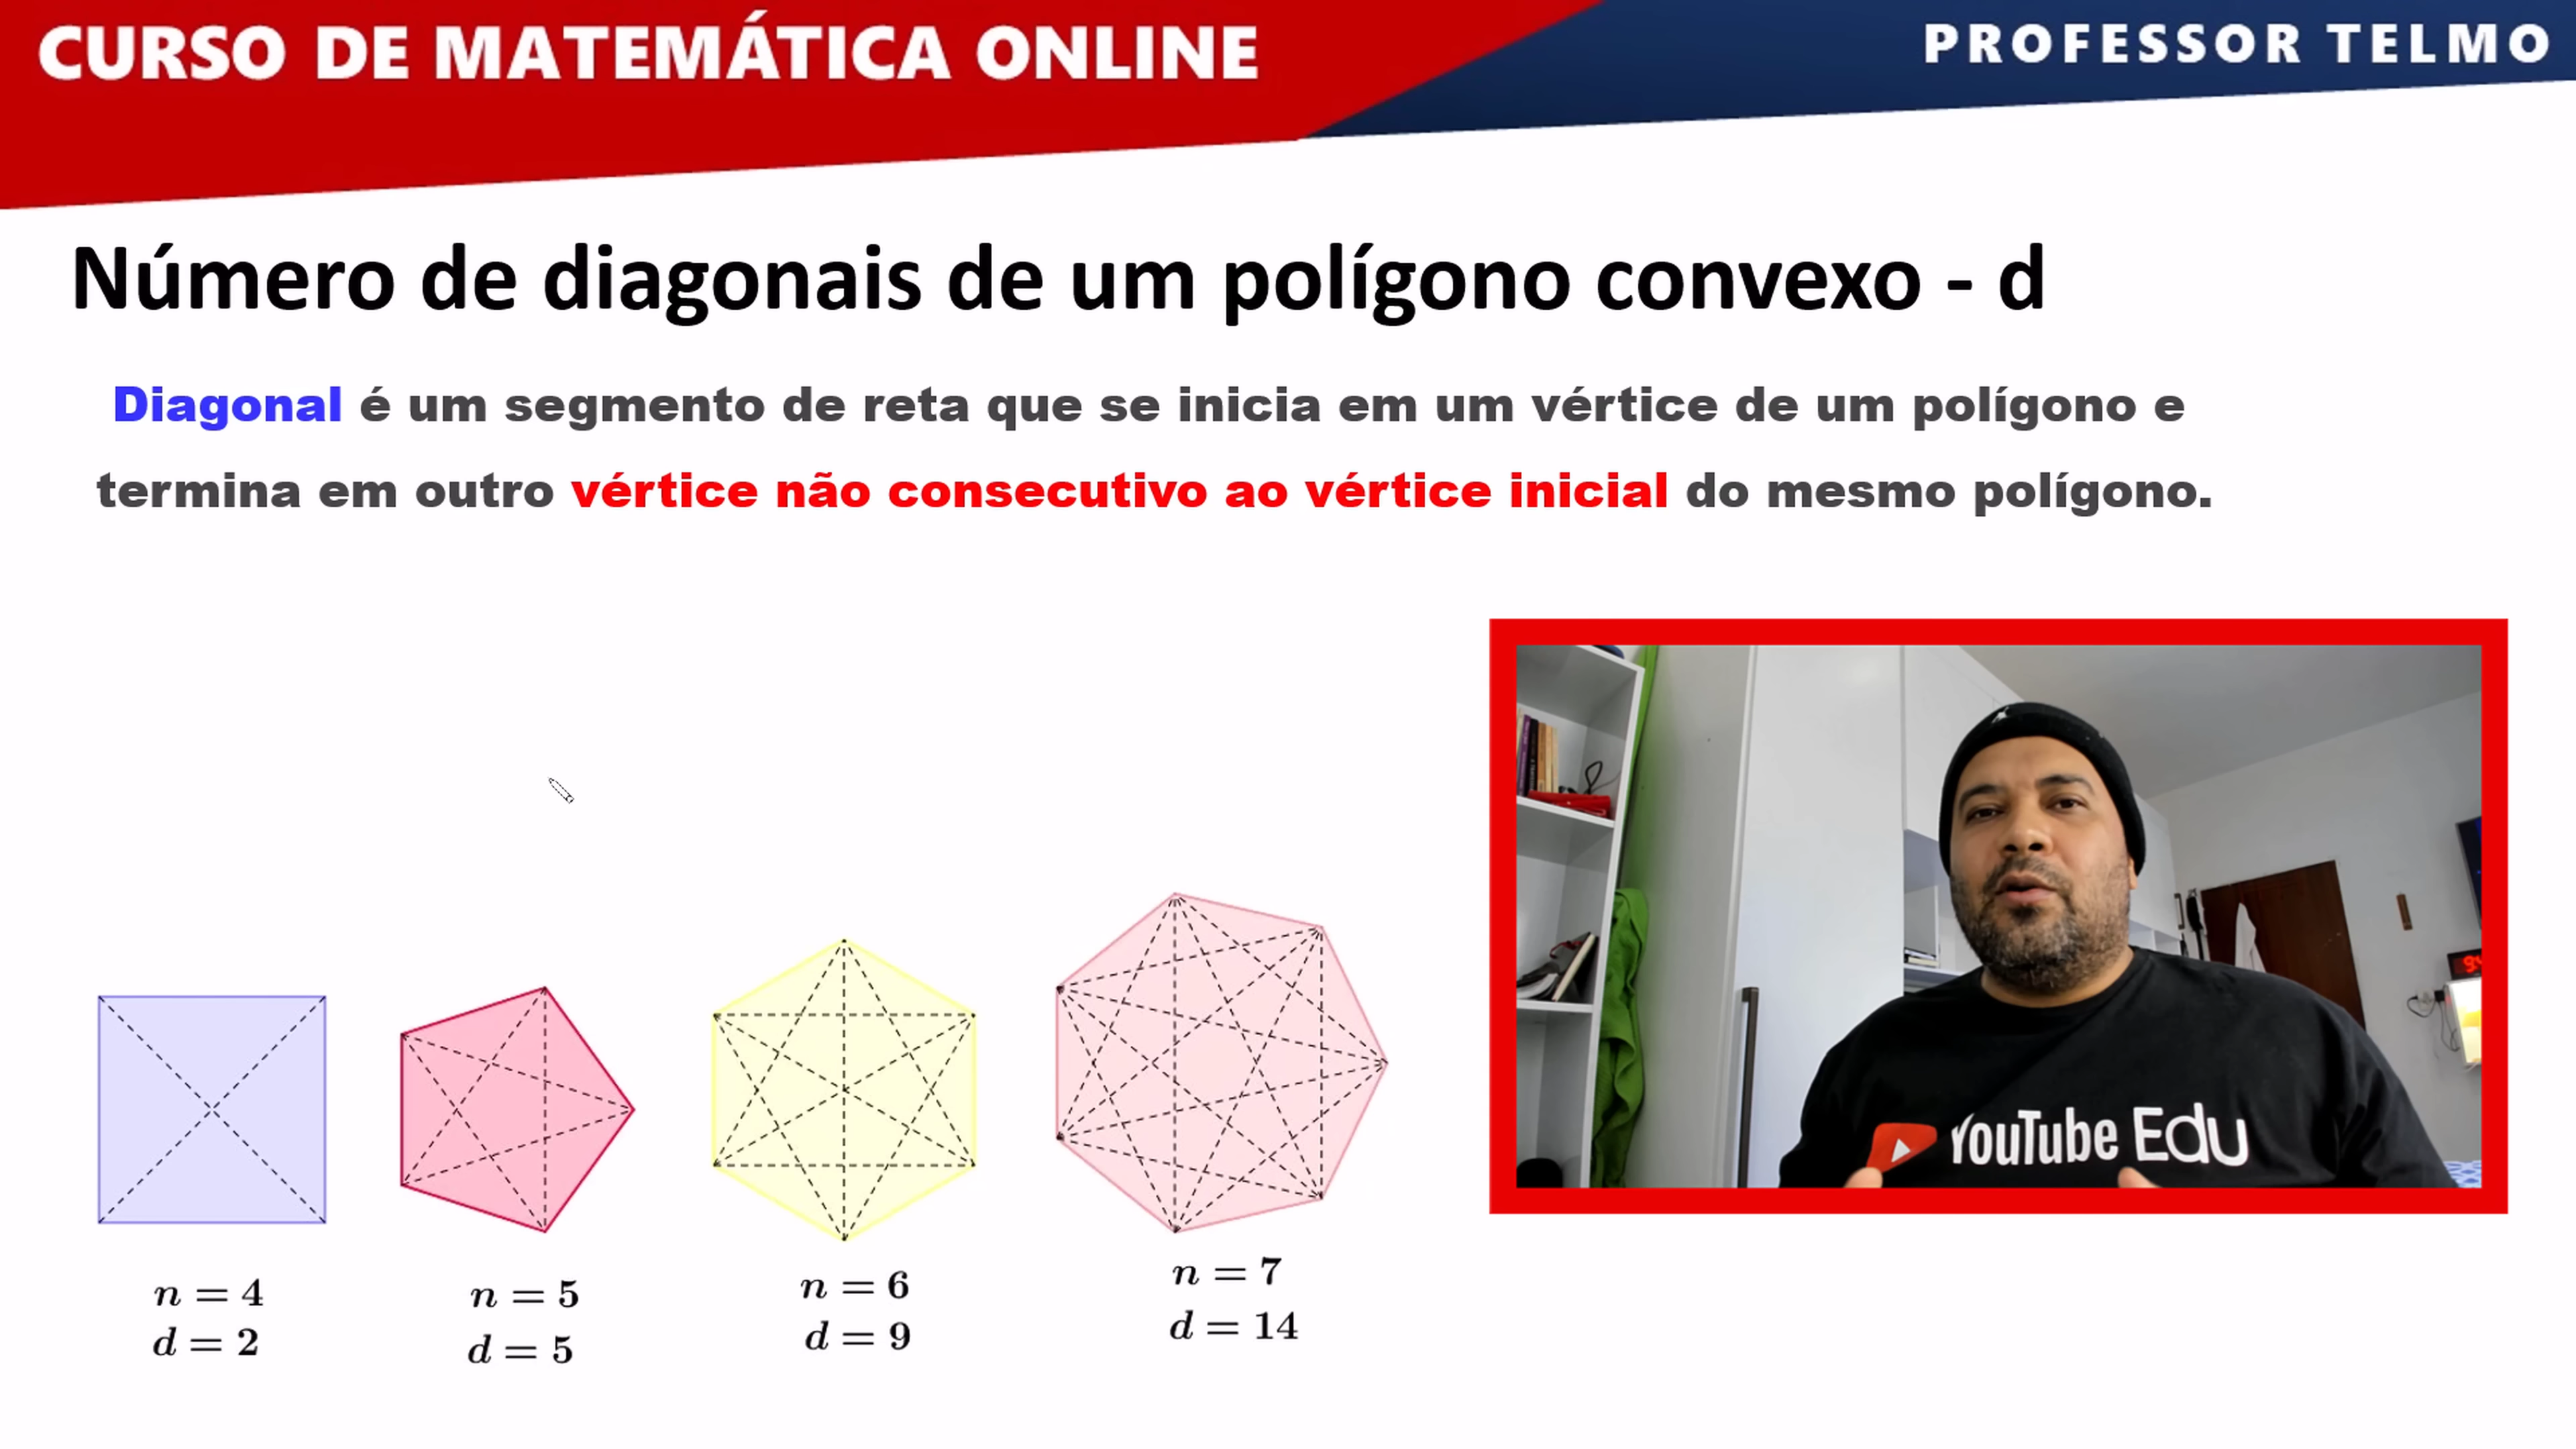 CURSO DE MATEMÁTICA ONLINE
PROFESSOR TELMO
Número de diagonais de um polígono convexo - d
Diagonal é um segmento de reta que se inicia em um vértice de um polígono e
termina em outro vértice não consecutivo ao vértice inicial do mesmo polígono.
YouTube Edu
n = 4
d = 2
n = 5
d = 5
n = 6
d = 9
n = 7
d = 14